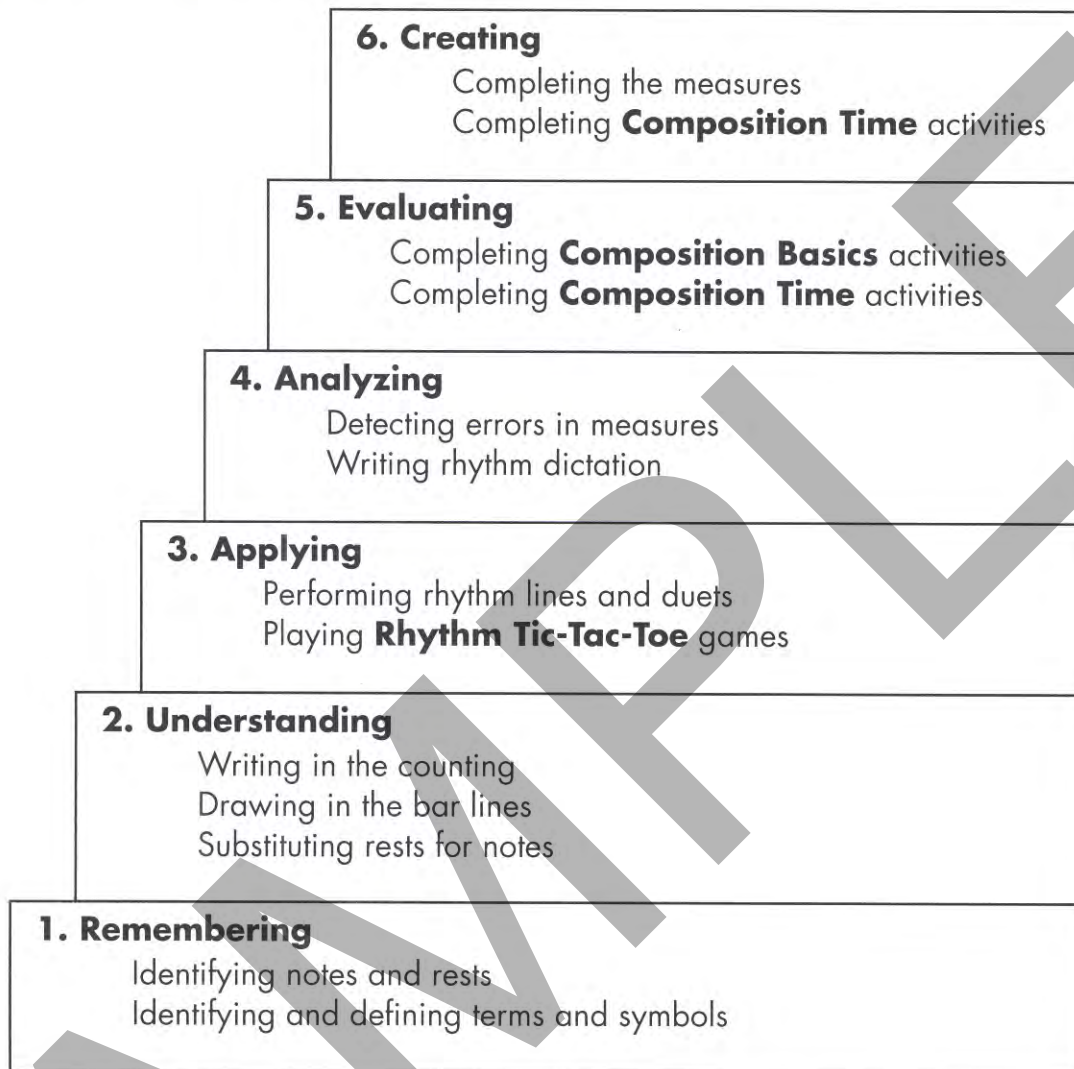 6. Creating
Completing the measures
Completing Composition Time activities
5. Evaluating
Completing Composition Basics activities
Completing Composition Time activities
4. Analyzing
Detecting errors in measures
Writing rhythm dictation
3. Applying
Performing rhythm lines and duets
Playing Rhythm Tic-Tac-Toe games
2. Understanding
Writing in the counting
Drawing in the bar lines
Substituting rests for notes
1. Remembering
Identifying notes and rests
Identifying and defining terms and symbols